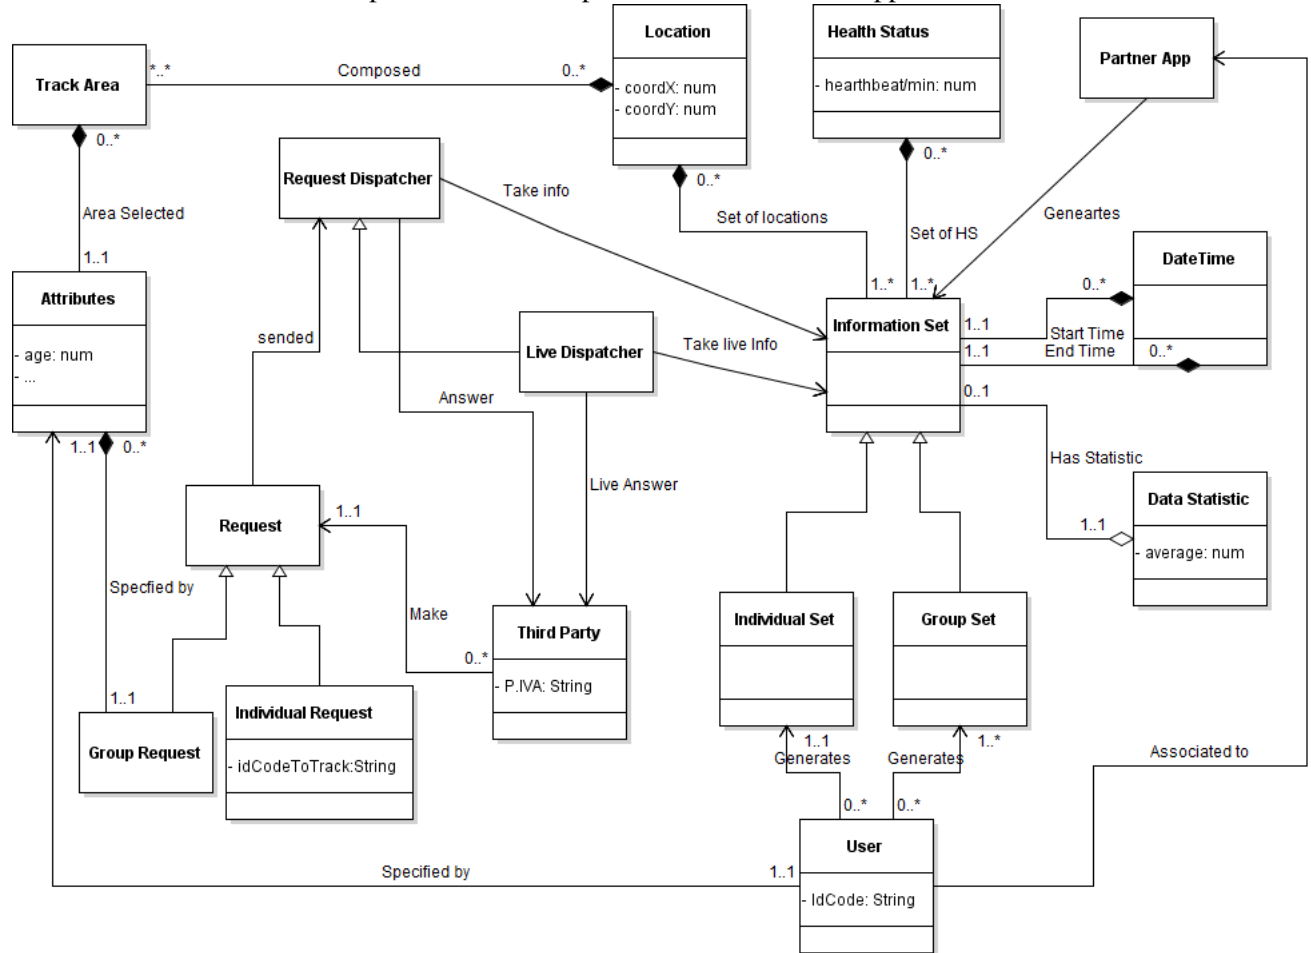 Location
- coordX: num
- coordY: num
Health Status
- hearthbeat/min: num
Partner App
Track Area
*..*
Composed
0..*
0..*
Request Dispatcher
Take info
0..*
Set of locations
0..*
Set of HS
Geneartes
Area Selected
1..1
DateTime
Attributes
- age: num
- ...
sended
Live Dispatcher
Take live Info
1..*
1..*
Information Set
0..*
1..1
Start Time
1..1
End Time
0..*
0..1
Answer
1..1
0..*
Live Answer
Has Statistic
Data Statistic
- average: num
1..1
Request
1..1
Specfied by
Make
0..*
Third Party
- P.IVA: String
Individual Set
Group Set
1..1
Group Request
Individual Request
- idCodeToTrack:String
1..1
Generates
1..*
Generates
Associated to
0..*
0..*
User
- IdCode: String
Specified by
1..1